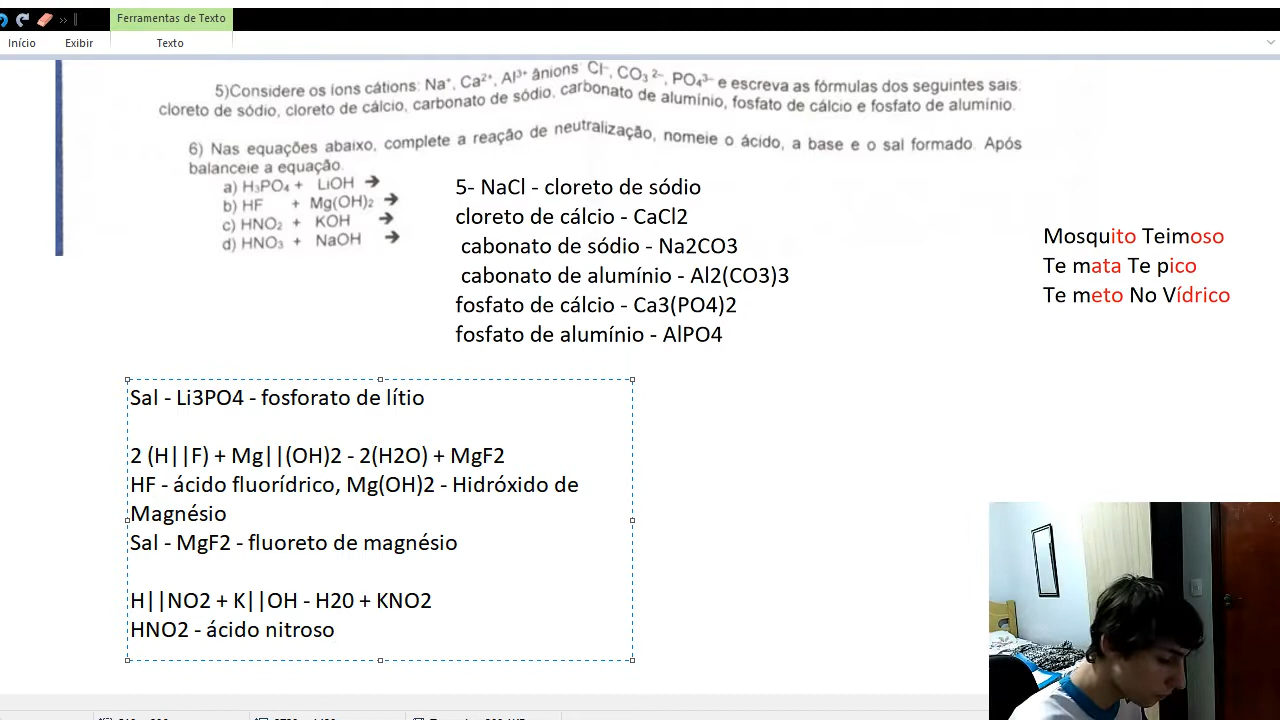 Ferramentas de Texto
Início Exibir Texto
5)Considere os íons cátions: Na⁺, Ca²⁺, Al³⁺ ânions: Cl⁻, CO₃²⁻, PO₄³⁻ e escreva as fórmulas dos seguintes sais:
cloreto de sódio, cloreto de cálcio, carbonato de sódio, carbonato de alumínio, fosfato de cálcio e fosfato de alumínio.
6) Nas equações abaixo, complete a reação de neutralização, nomeie o ácido, a base e o sal formado. Após
balanceie a equação.
a) H₃PO₄ + LiOH →
b) HF + Mg(OH)₂ →
c) HNO₂ + KOH →
d) HNO₃ + NaOH →
5- NaCl - cloreto de sódio
cloreto de cálcio - CaCl2
cabonato de sódio - Na2CO3
cabonato de alumínio - Al2(CO3)3
fosfato de cálcio - Ca3(PO4)2
fosfato de alumínio - AlPO4
Mosquito Teimoso
Te mata Te pico
Te meto No Vídrico
Sal - Li3PO4 - fosforato de lítio
2 (H||F) + Mg||(OH)2 - 2(H2O) + MgF2
HF - ácido fluorídrico, Mg(OH)2 - Hidróxido de
Magnésio
Sal - MgF2 - fluoreto de magnésio
H||NO2 + K||OH - H20 + KNO2
HNO2 - ácido nitroso